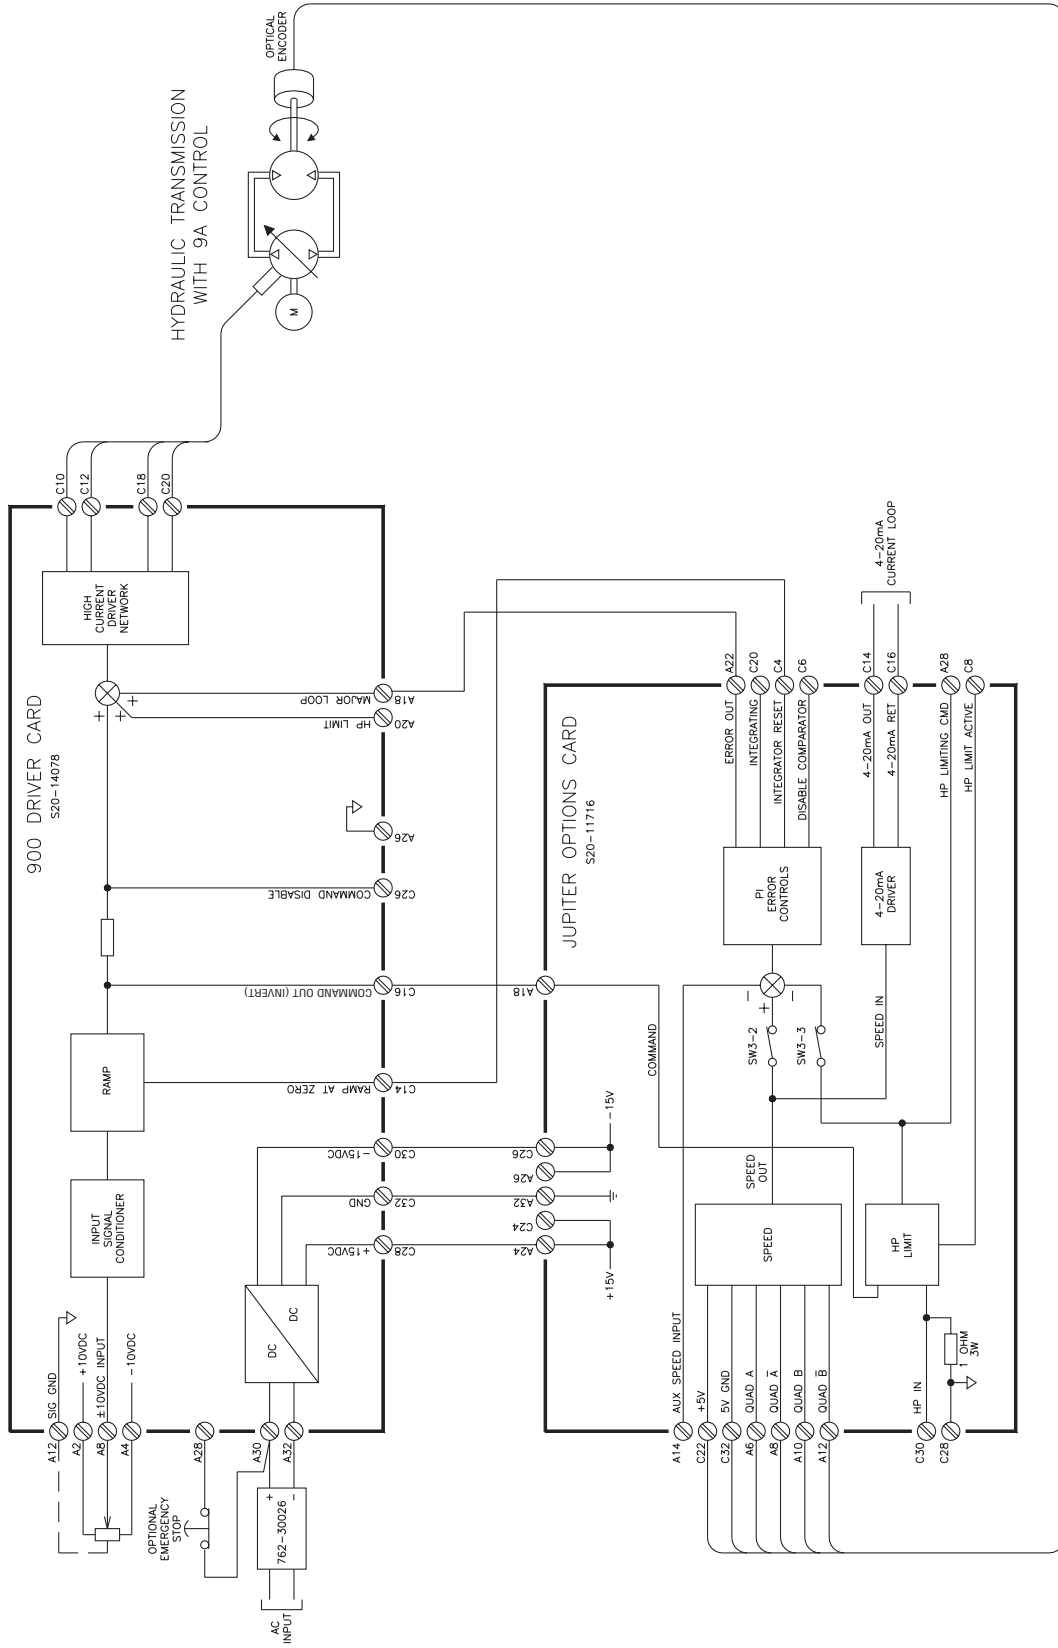 HYDRAULIC TRANSMISSION
WITH 9A CONTROL
OPTICAL
ENCODER
M
900 DRIVER CARD
S20-14078
A12
SIG GND
A2
+10VDC
A8
±10VDC INPUT
A4
-10VDC
INPUT
SIGNAL
CONDITIONER
RAMP
HIGH
CURRENT
DRIVER
NETWORK
C10
C12
C18
C20
+
+
+
A28
OPTIONAL
EMERGENCY
STOP
A30
A32
+
-
762-30026
AC
INPUT
DC
DC
+15VDC
C28
GND
C32
-15VDC
C30
RAMP AT ZERO
C14
COMMAND OUT (INVERT)
C16
COMMAND DISABLE
C26
A26
HP LIMIT
A20
MAJOR LOOP
A18
JUPITER OPTIONS CARD
S20-11716
A24
C24
A32
A26
C26
A18
+15V
-15V
COMMAND
A14
AUX SPEED INPUT
C22
+5V
C32
5V GND
A6
QUAD A
A8
QUAD A̅
A10
QUAD B
A12
QUAD B̅
SPEED
SPEED
OUT
SW3-2
SW3-3
+
−
−
SPEED IN
PI
ERROR
CONTROLS
ERROR OUT
A22
INTEGRATING
C20
INTEGRATOR RESET
C4
DISABLE COMPARATOR
C6
4-20mA
DRIVER
4-20mA OUT
C14
4-20mA RET
C16
4-20mA
CURRENT LOOP
HP LIMITING CMD
A28
HP LIMIT ACTIVE
C8
C30
HP IN
C28
1 OHM
3W
HP
LIMIT